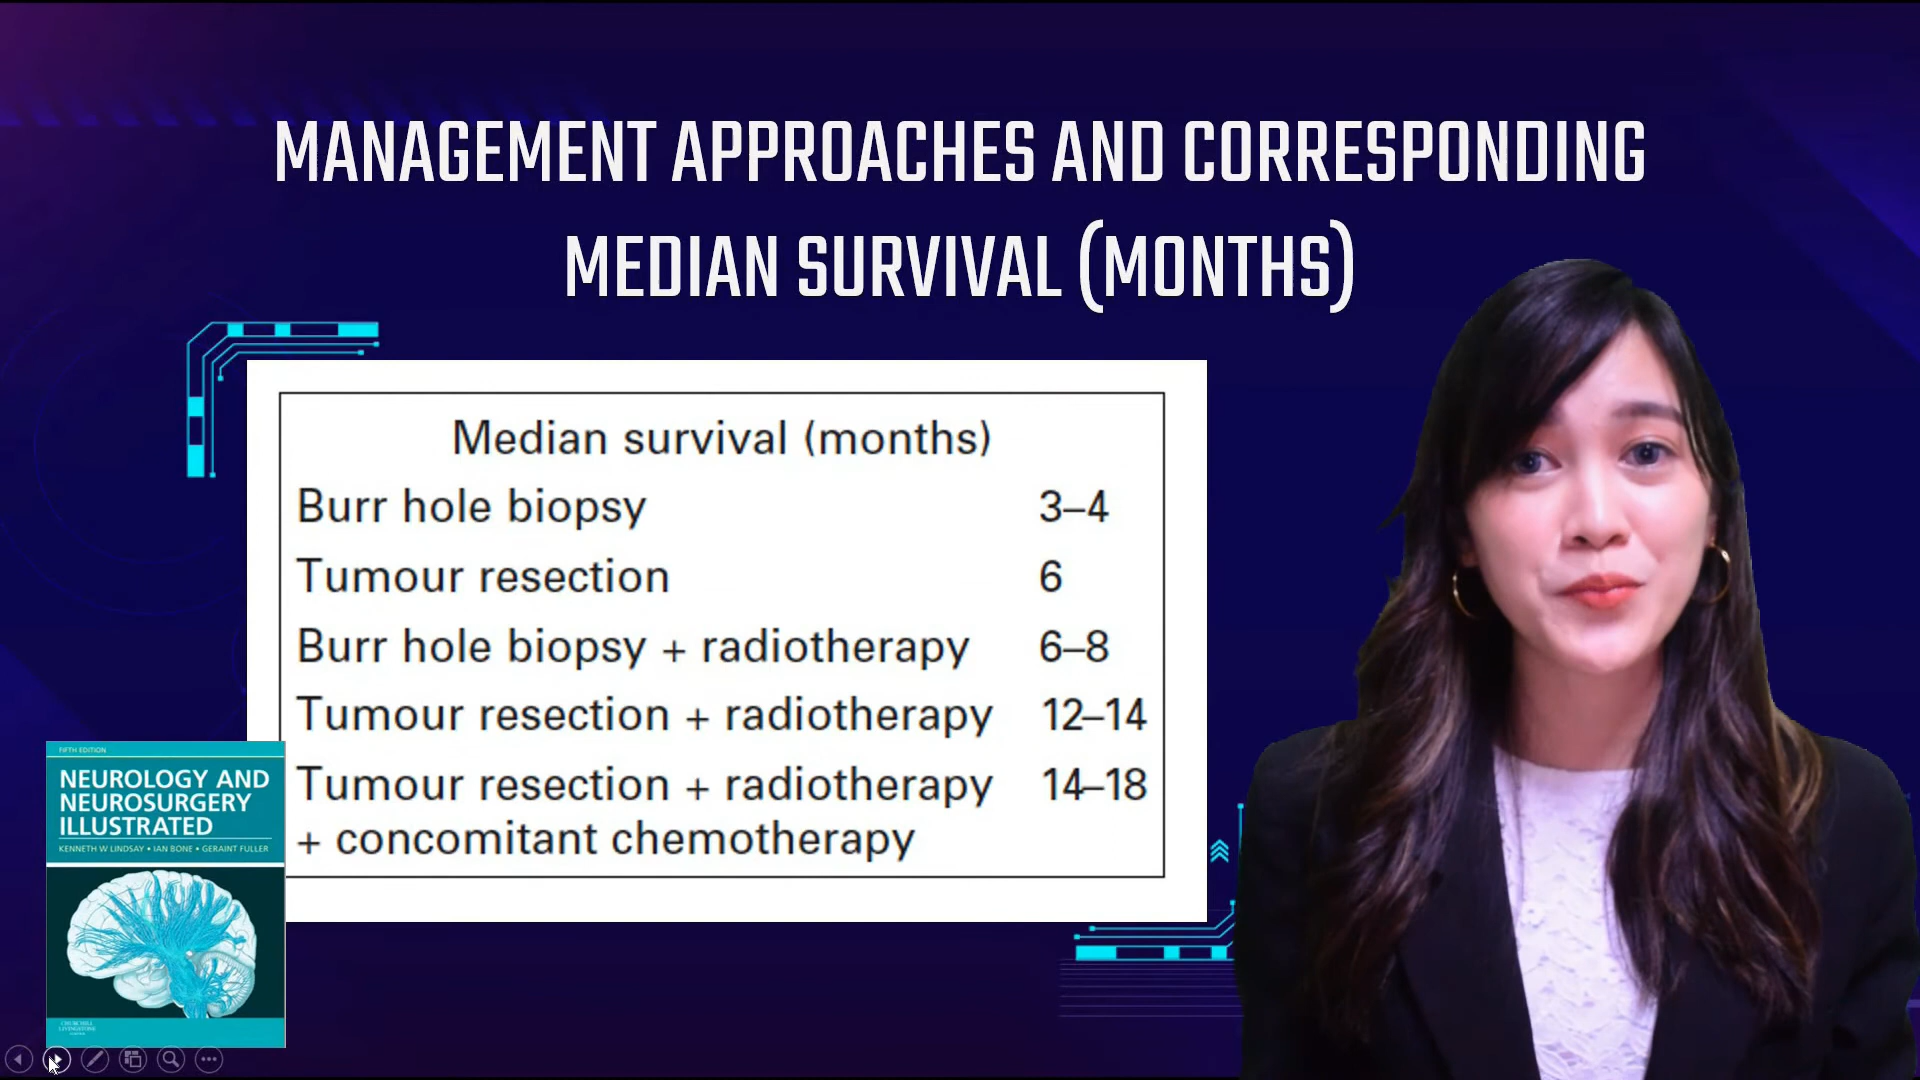 MANAGEMENT APPROACHES AND CORRESPONDING
MEDIAN SURVIVAL (MONTHS)
Median survival (months)
Burr hole biopsy 3–4
Tumour resection 6
Burr hole biopsy + radiotherapy 6–8
Tumour resection + radiotherapy 12–14
Tumour resection + radiotherapy 14–18
+ concomitant chemotherapy
FIFTH EDITION
NEUROLOGY AND
NEUROSURGERY
ILLUSTRATED
KENNETH W LINDSAY • IAN BONE • GERAINT FULLER
CHURCHILL
LIVINGSTONE